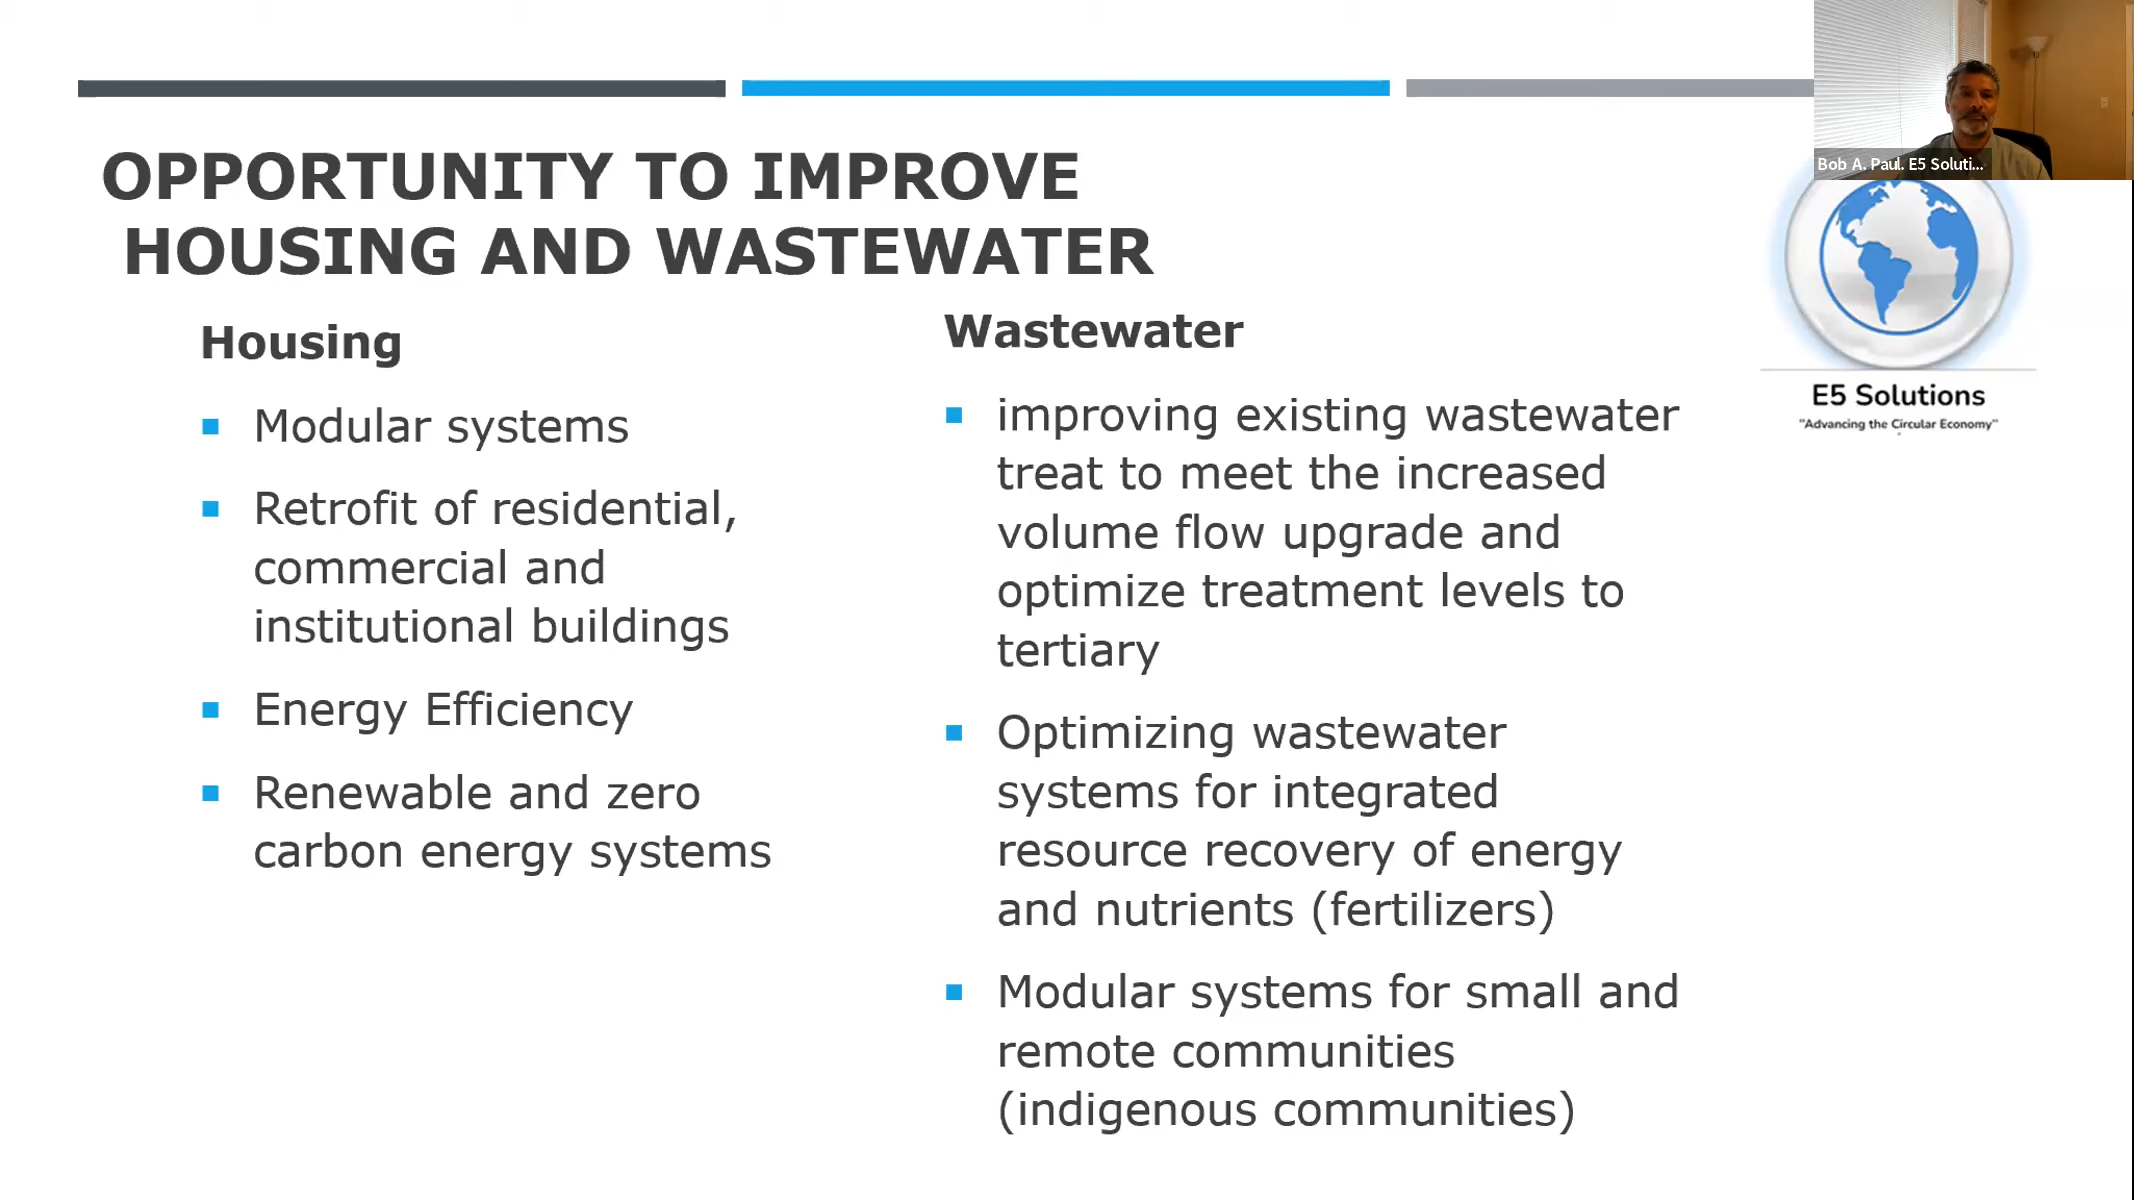 OPPORTUNITY TO IMPROVE
HOUSING AND WASTEWATER
Housing
Modular systems
Retrofit of residential,
commercial and
institutional buildings
Energy Efficiency
Renewable and zero
carbon energy systems
Wastewater
improving existing wastewater
treat to meet the increased
volume flow upgrade and
optimize treatment levels to
tertiary
Optimizing wastewater
systems for integrated
resource recovery of energy
and nutrients (fertilizers)
Modular systems for small and
remote communities
(indigenous communities)
Bob A. Paul. E5 Soluti...
E5 Solutions
"Advancing the Circular Economy"